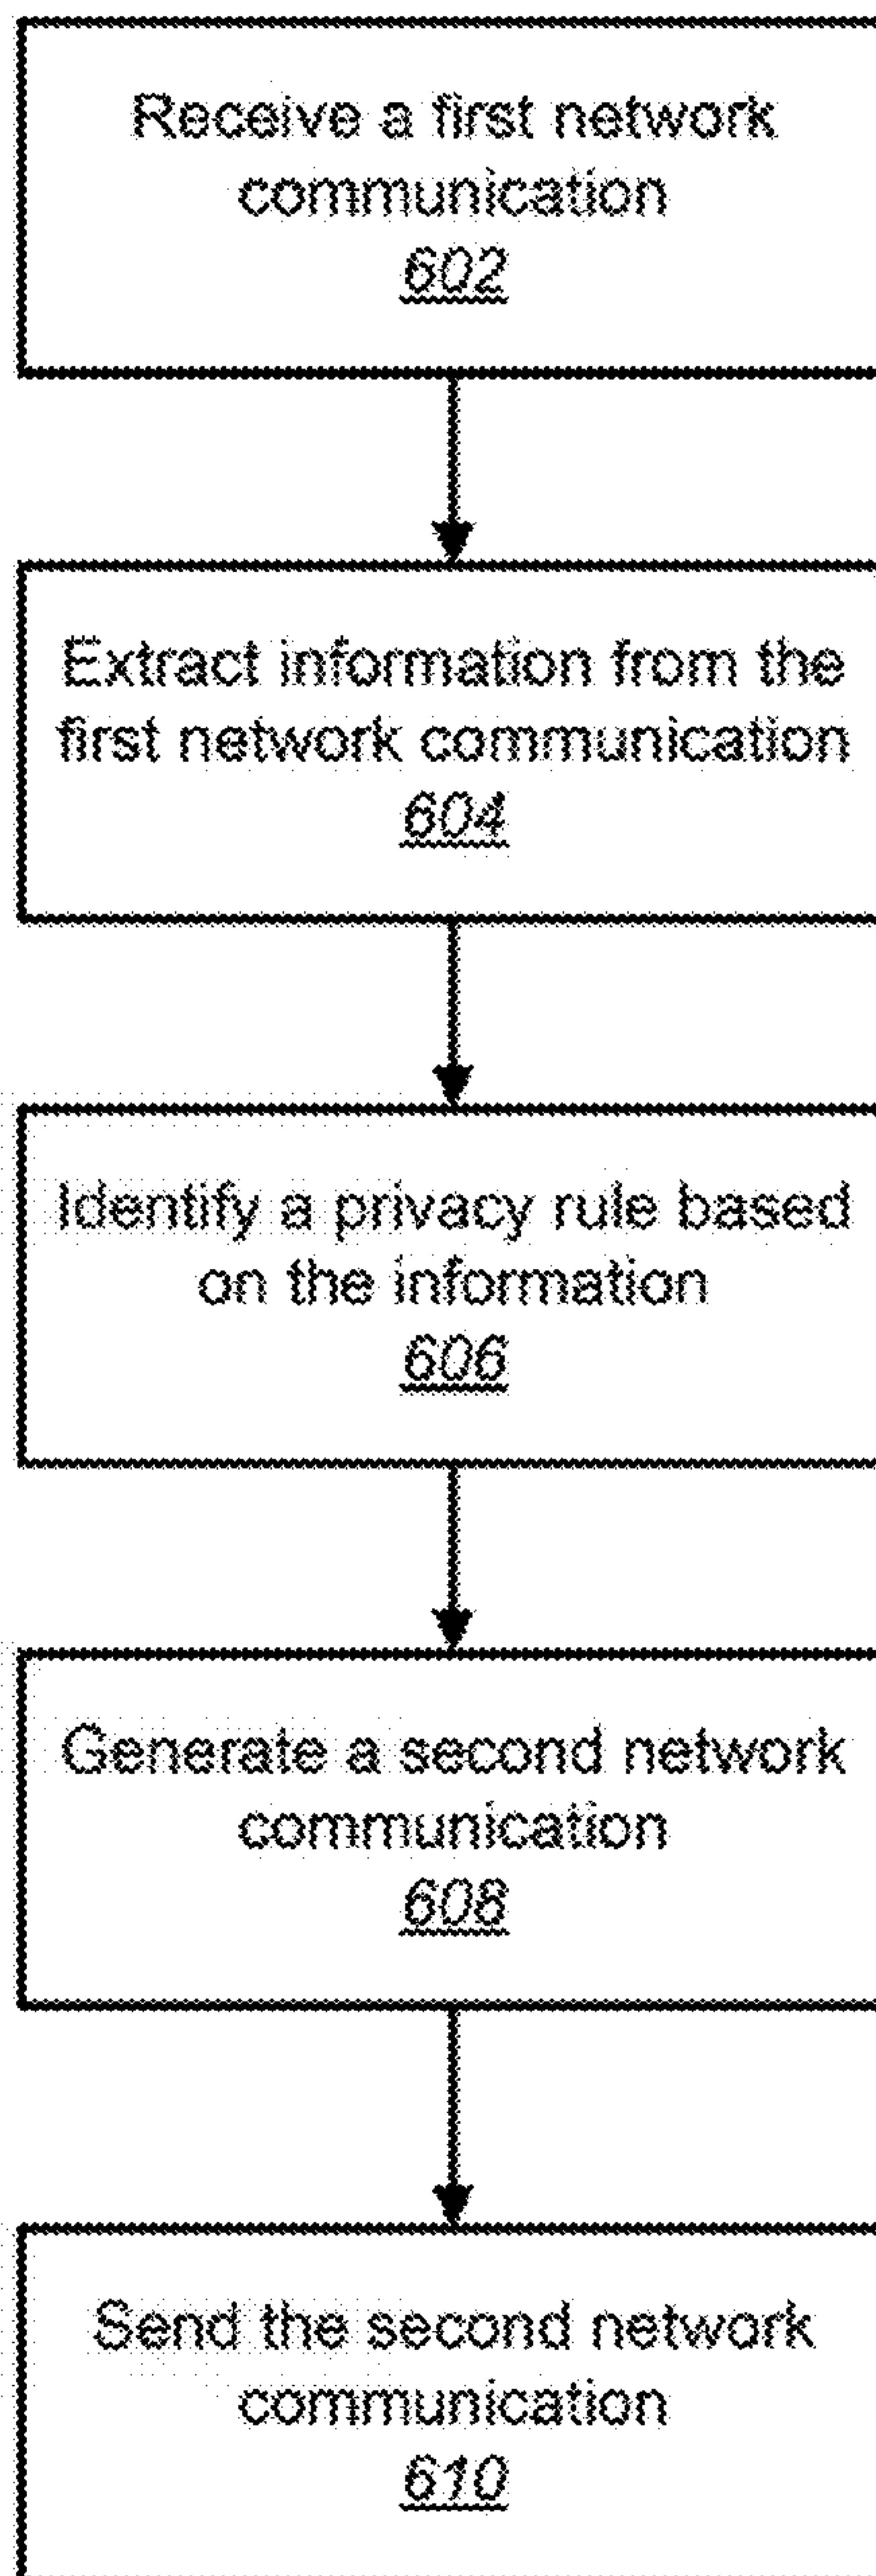 Receive a first network
communication
602
Extract information from the
first network communication
604
Identify a privacy rule based
on the information
606
Generate a second network
communication
608
Send the second network
communication
610